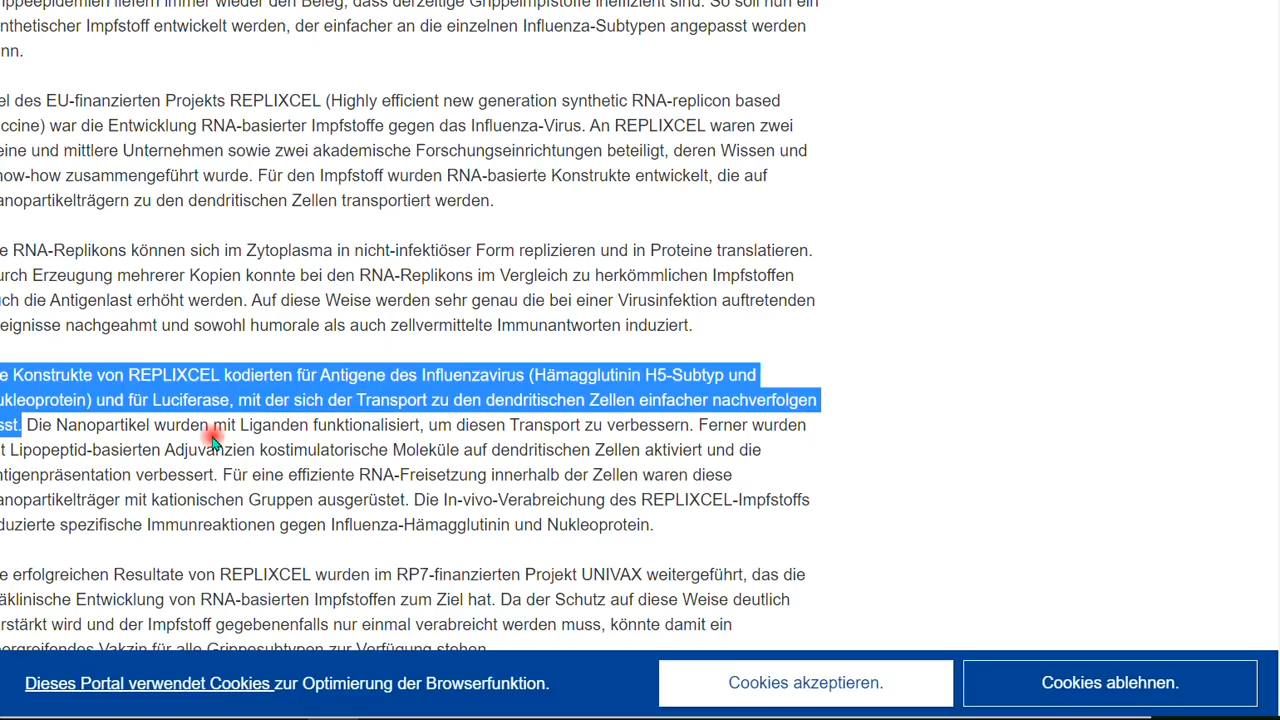 ippeepidemien liefern immer wieder den Beleg, dass derzeitige Grippeimpfstoffe ineffizient sind. So soll nun ein
nthetischer Impfstoff entwickelt werden, der einfacher an die einzelnen Influenza-Subtypen angepasst werden
nn.
el des EU-finanzierten Projekts REPLIXCEL (Highly efficient new generation synthetic RNA-replicon based
ccine) war die Entwicklung RNA-basierter Impfstoffe gegen das Influenza-Virus. An REPLIXCEL waren zwei
eine und mittlere Unternehmen sowie zwei akademische Forschungseinrichtungen beteiligt, deren Wissen und
now-how zusammengeführt wurde. Für den Impfstoff wurden RNA-basierte Konstrukte entwickelt, die auf
anopartikelträgern zu den dendritischen Zellen transportiert werden.
e RNA-Replikons können sich im Zytoplasma in nicht-infektiöser Form replizieren und in Proteine translatieren.
urch Erzeugung mehrerer Kopien konnte bei den RNA-Replikons im Vergleich zu herkömmlichen Impfstoffen
ch die Antigenlast erhöht werden. Auf diese Weise werden sehr genau die bei einer Virusinfektion auftretenden
eignisse nachgeahmt und sowohl humorale als auch zellvermittelte Immunantworten induziert.
e Konstrukte von REPLIXCEL kodierten für Antigene des Influenzavirus (Hämagglutinin H5-Subtyp und
ukleoprotein) und für Luciferase, mit der sich der Transport zu den dendritischen Zellen einfacher nachverfolgen
sst. Die Nanopartikel wurden mit Liganden funktionalisiert, um diesen Transport zu verbessern. Ferner wurden
t Lipopeptid-basierten Adjuvanzien kostimulatorische Moleküle auf dendritischen Zellen aktiviert und die
ntigenpräsentation verbessert. Für eine effiziente RNA-Freisetzung innerhalb der Zellen waren diese
anopartikelträger mit kationischen Gruppen ausgerüstet. Die In-vivo-Verabreichung des REPLIXCEL-Impfstoffs
duzierte spezifische Immunreaktionen gegen Influenza-Hämagglutinin und Nukleoprotein.
e erfolgreichen Resultate von REPLIXCEL wurden im RP7-finanzierten Projekt UNIVAX weitergeführt, das die
äklinische Entwicklung von RNA-basierten Impfstoffen zum Ziel hat. Da der Schutz auf diese Weise deutlich
rstärkt wird und der Impfstoff gegebenenfalls nur einmal verabreicht werden muss, könnte damit ein
bergreifendes Vakzin für alle Grippesubtypen zur Verfügung stehen.
Dieses Portal verwendet Cookies zur Optimierung der Browserfunktion.
Cookies akzeptieren.
Cookies ablehnen.